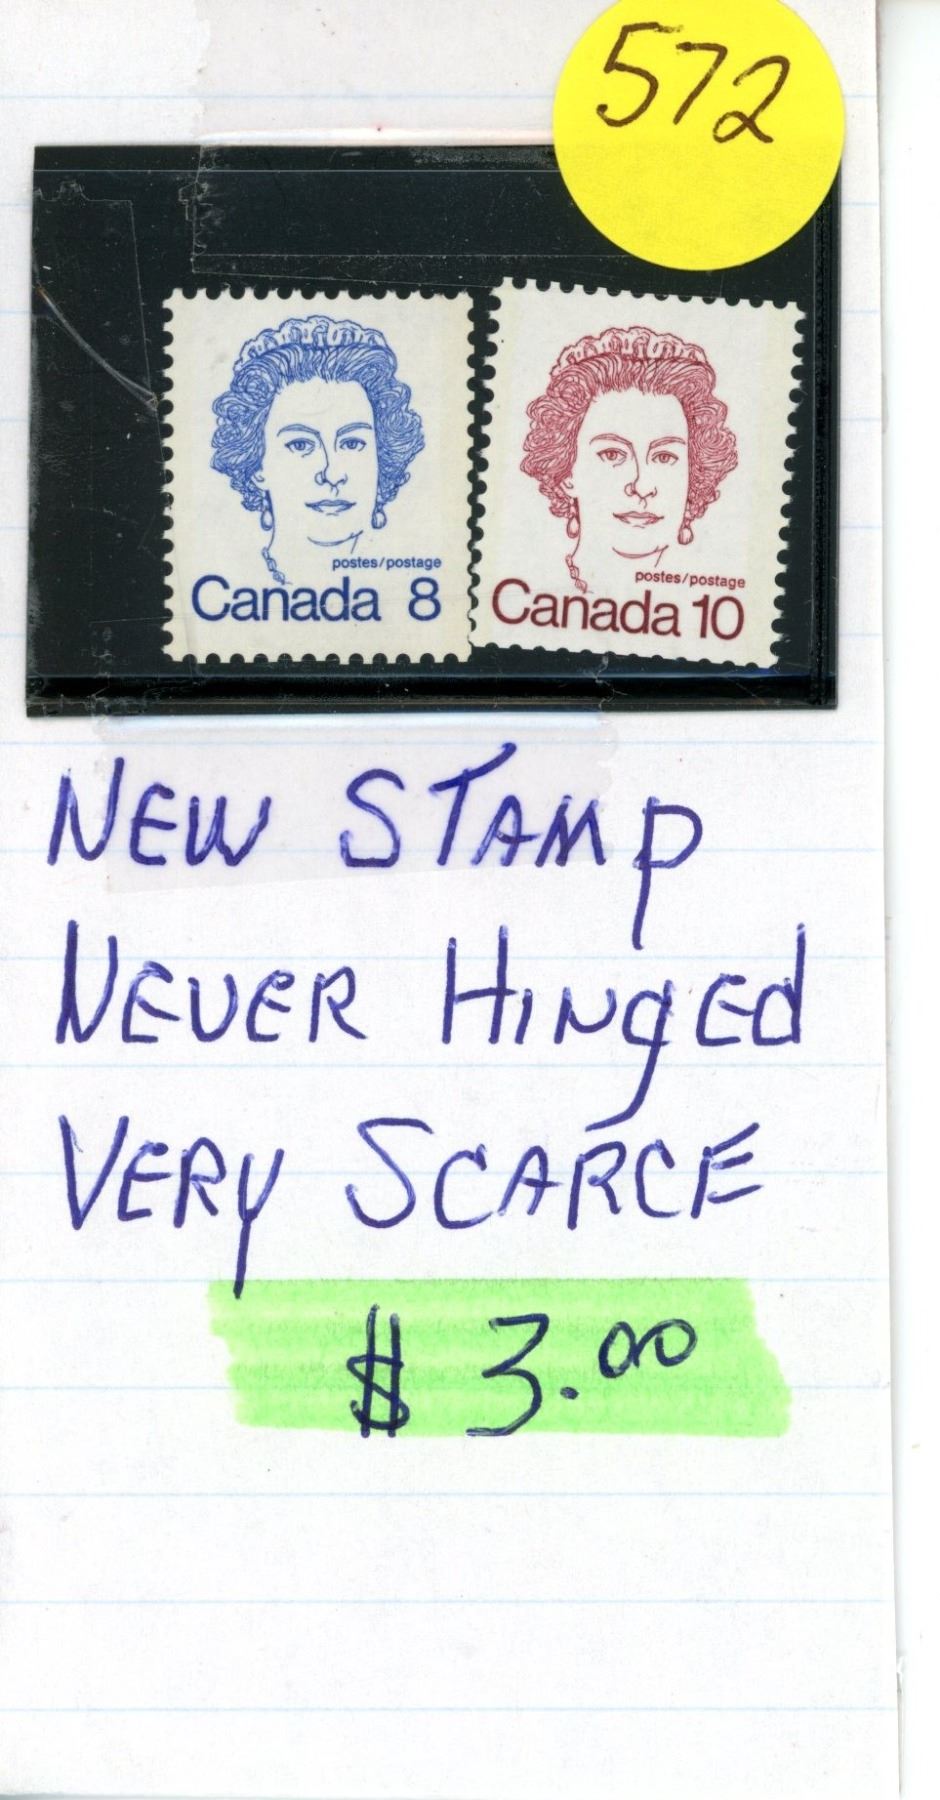 572
postes/postage
Canada 8
postes/postage
Canada 10
NEW STAMP
NEVER HINgEd
VERY SCARCE
$ 3.00